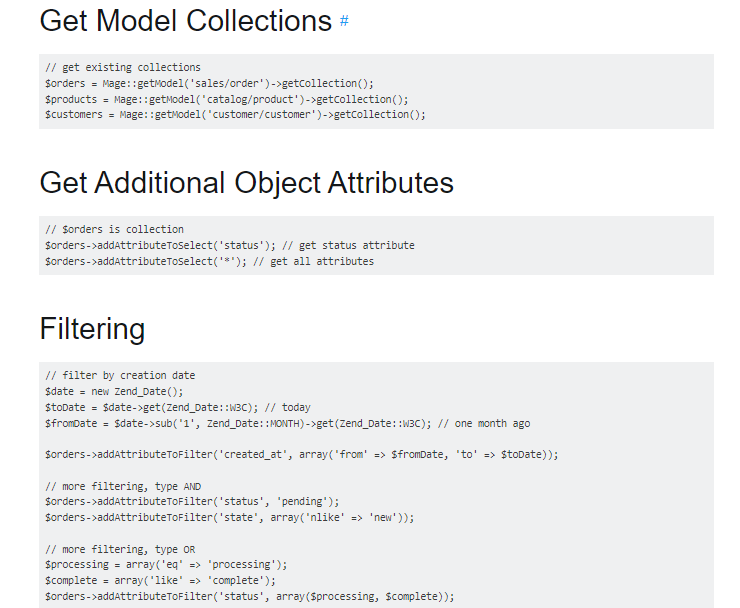 Get Model Collections #
// get existing collections
$orders = Mage::getModel('sales/order')->getCollection();
$products = Mage::getModel('catalog/product')->getCollection();
$customers = Mage::getModel('customer/customer')->getCollection();
Get Additional Object Attributes
// $orders is collection
$orders->addAttributeToSelect('status'); // get status attribute
$orders->addAttributeToSelect('*'); // get all attributes
Filtering
// filter by creation date
$date = new Zend_Date();
$toDate = $date->get(Zend_Date::W3C); // today
$fromDate = $date->sub('1', Zend_Date::MONTH)->get(Zend_Date::W3C); // one month ago
$orders->addAttributeToFilter('created_at', array('from' => $fromDate, 'to' => $toDate));
// more filtering, type AND
$orders->addAttributeToFilter('status', 'pending');
$orders->addAttributeToFilter('state', array('nlike' => 'new'));
// more filtering, type OR
$processing = array('eq' => 'processing');
$complete = array('like' => 'complete');
$orders->addAttributeToFilter('status', array($processing, $complete));